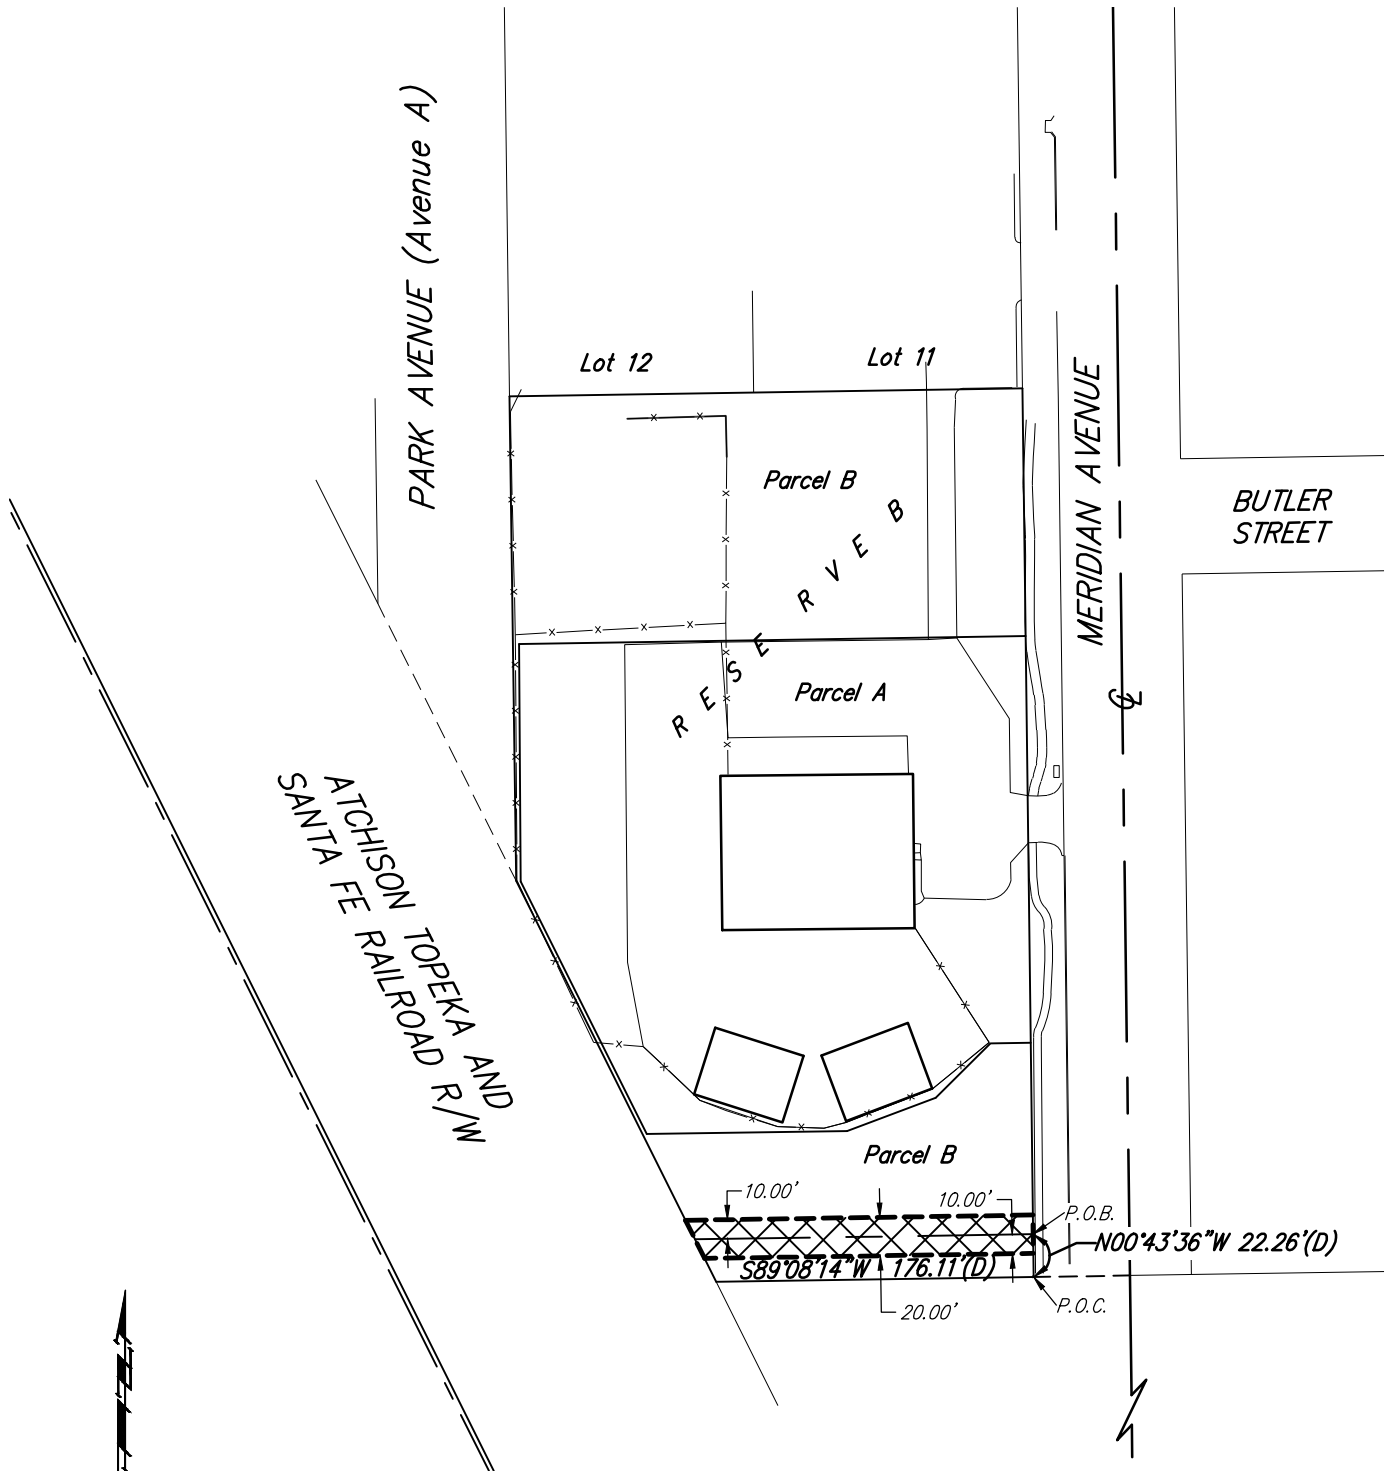 PARK AVENUE (Avenue A)
Lot 12
Lot 11
MERIDIAN AVENUE
Parcel B
BUTLER
STREET
RESERVE B
Parcel A
℄
ATCHISON TOPEKA AND
SANTA FE RAILROAD R/W
Parcel B
10.00'
10.00'
P.O.B.
N00°43'36"W 22.26'(D)
S89°08'14"W 176.11'(D)
20.00'
P.O.C.